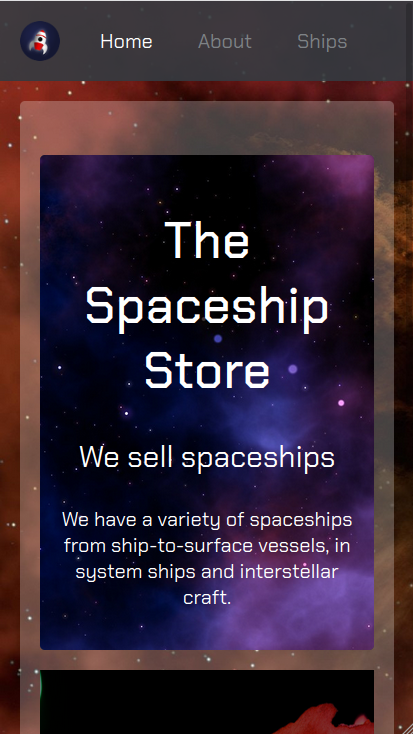 Home About Ships
The
Spaceship
Store
We sell spaceships
We have a variety of spaceships
from ship-to-surface vessels, in
system ships and interstellar
craft.